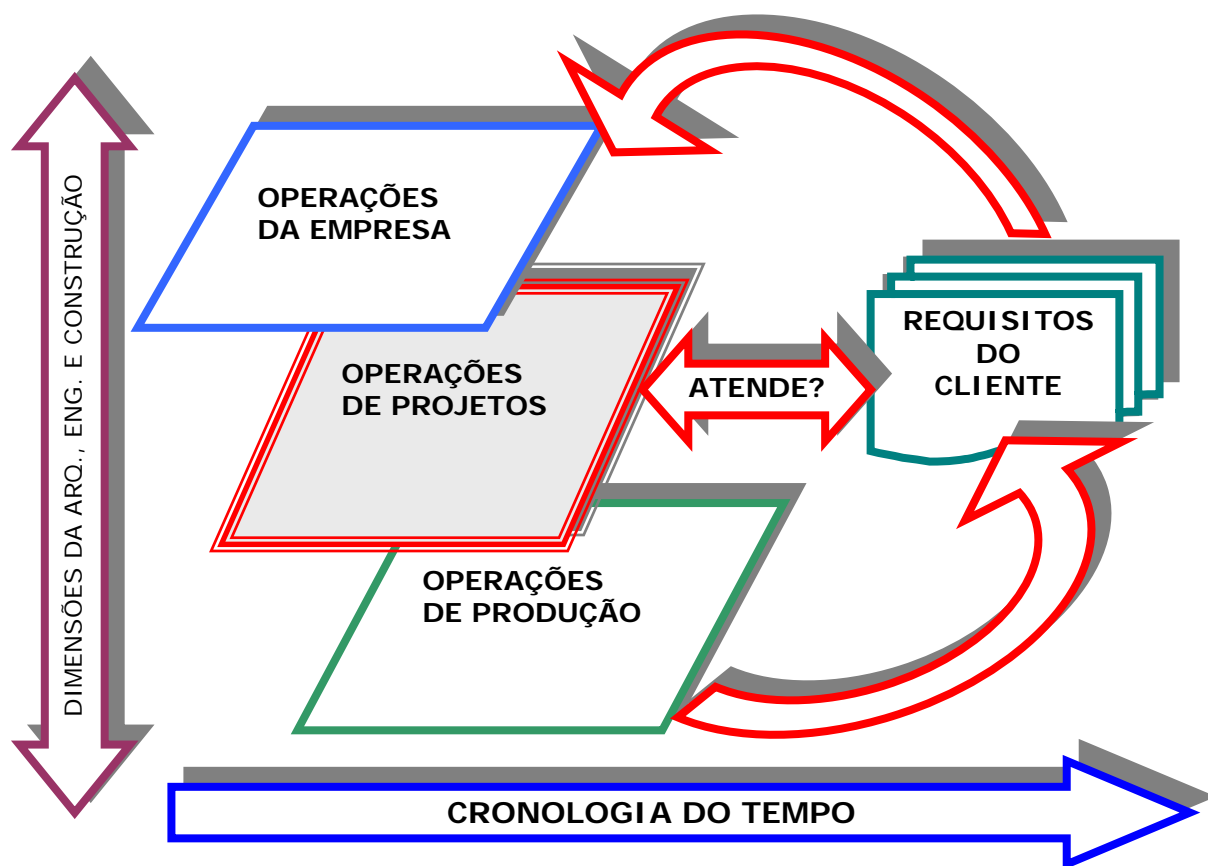 DIMENSÕES DA ARQ., ENG. E CONSTRUÇÃO
OPERAÇÕES
DA EMPRESA
OPERAÇÕES
DE PROJETOS
ATENDE?
REQUISITOS
DO
CLIENTE
OPERAÇÕES
DE PRODUÇÃO
CRONOLOGIA DO TEMPO